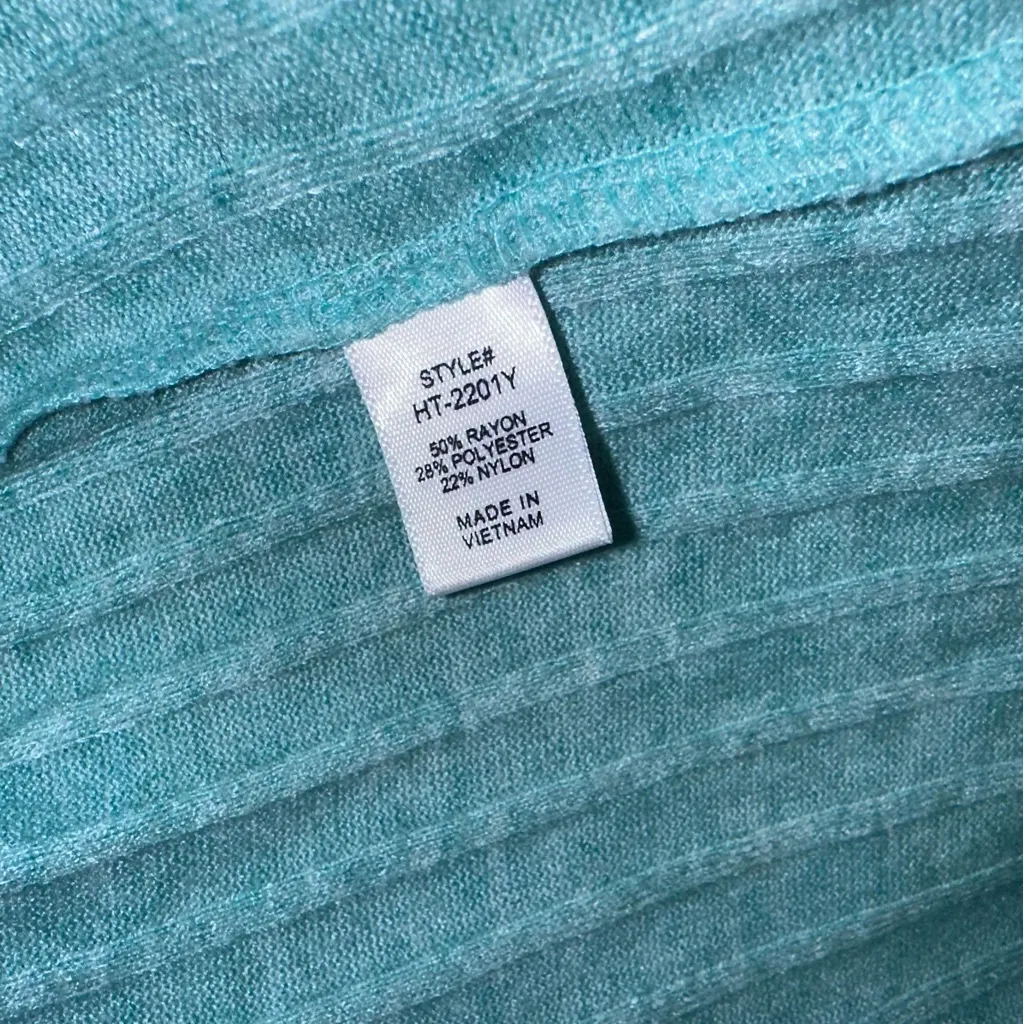 STYLE#
HT-2201Y
50% RAYON
28% POLYESTER
22% NYLON
MADE IN
VIETNAM